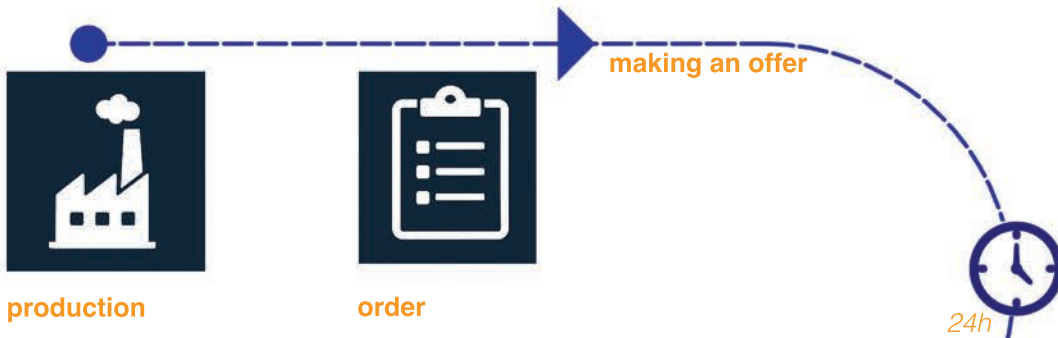 making an offer
production
order
24h